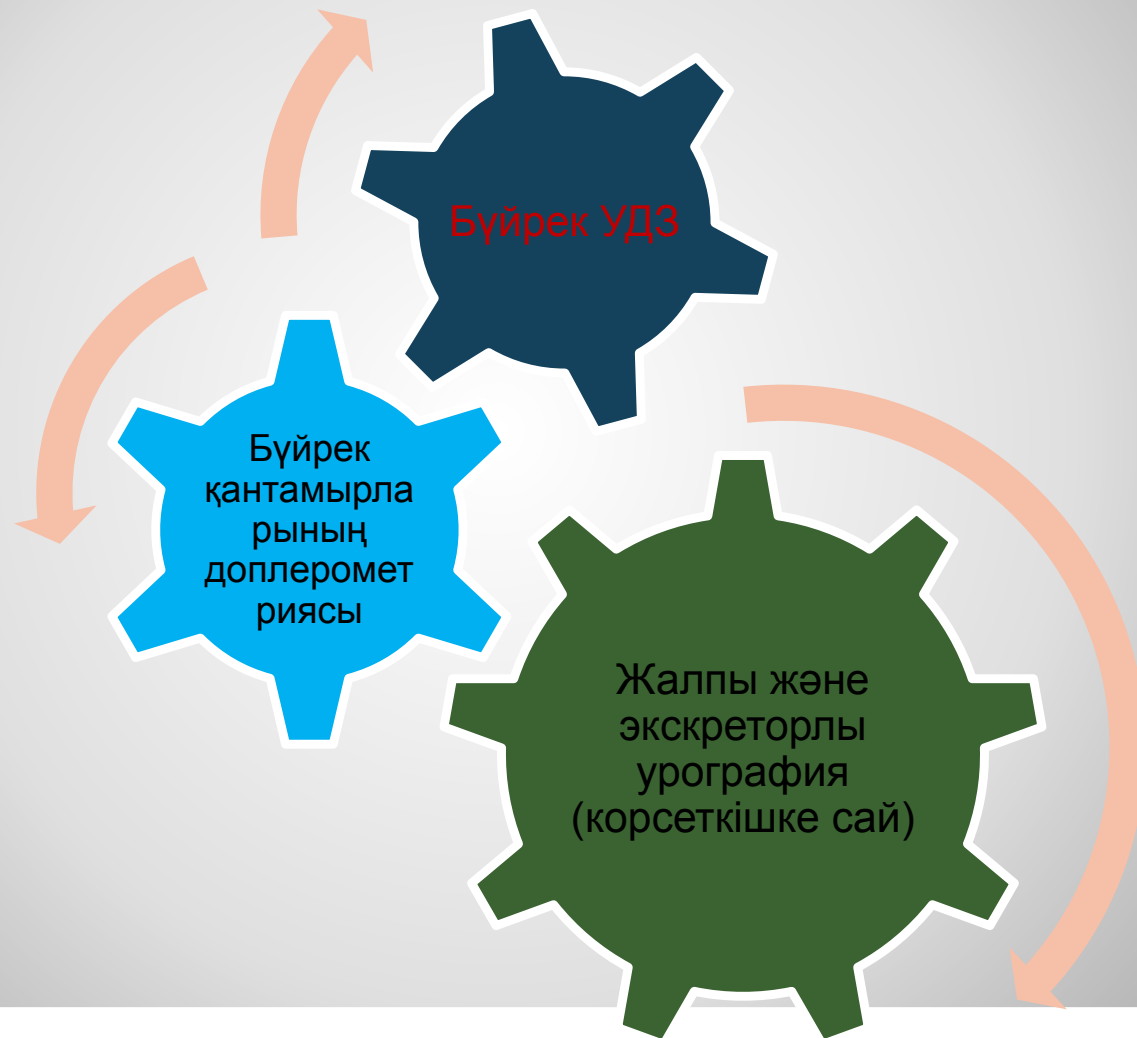 Бүйрек УДЗ
Бүйрек
қантамырла
рының
доплеромет
риясы
Жалпы және
экскреторлы
урография
(корсеткішке сай)